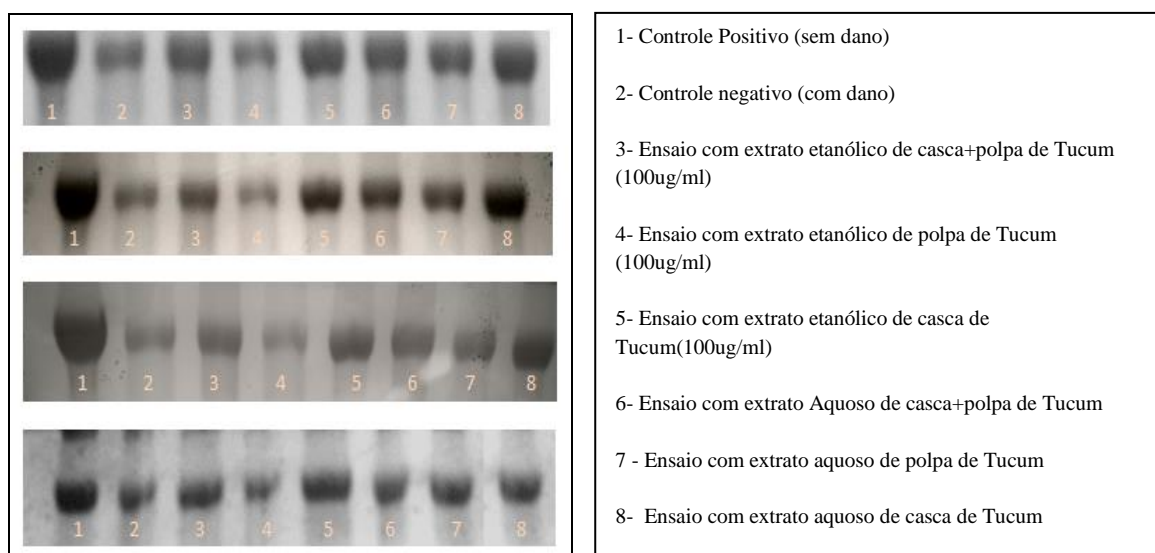 1 2 3 4 5 6 7 8
1 2 3 4 5 6 7 8
1 2 3 4 5 6 7 8
1 2 3 4 5 6 7 8
1- Controle Positivo (sem dano)
2- Controle negativo (com dano)
3- Ensaio com extrato etanólico de casca+polpa de Tucum
(100ug/ml)
4- Ensaio com extrato etanólico de polpa de Tucum
(100ug/ml)
5- Ensaio com extrato etanólico de casca de
Tucum(100ug/ml)
6- Ensaio com extrato Aquoso de casca+polpa de Tucum
7 - Ensaio com extrato aquoso de polpa de Tucum
8- Ensaio com extrato aquoso de casca de Tucum